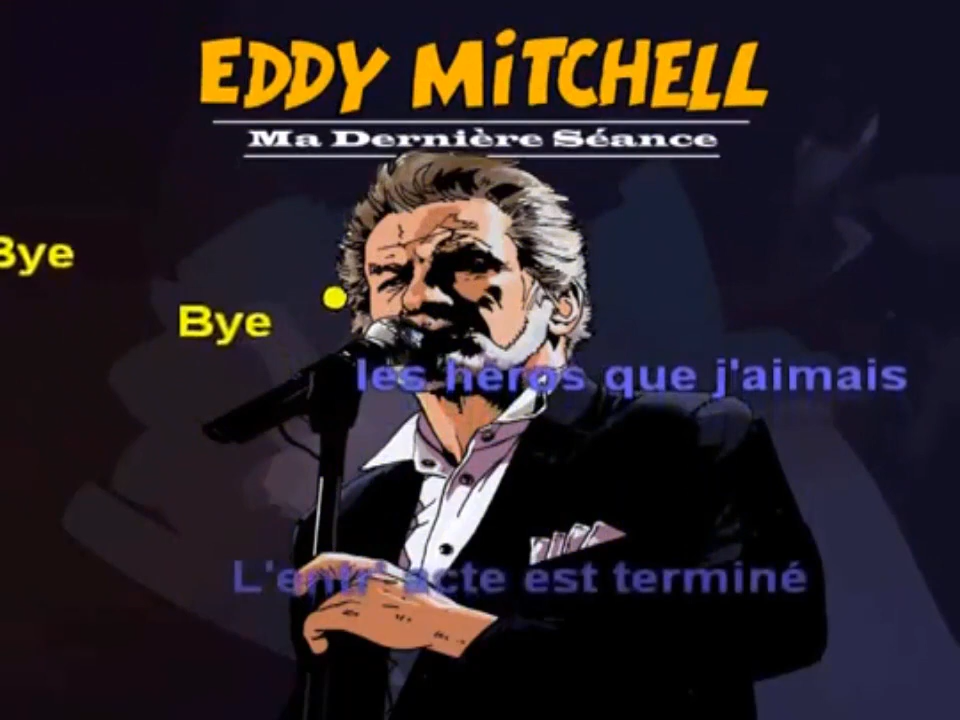 EDDY MiTCHELL
Ma Dernière Séance
Bye
Bye
les héros que j'aimais
L'entr'acte est terminé